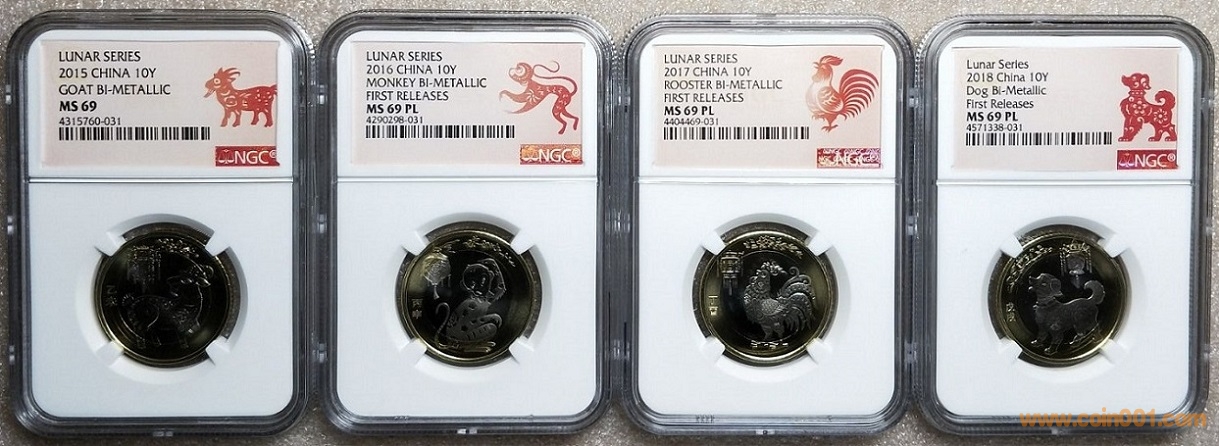 LUNAR SERIES
2015 CHINA 10Y
GOAT BI-METALLIC
MS 69
4315760-031
NGC®
LUNAR SERIES
2016 CHINA 10Y
MONKEY BI-METALLIC
FIRST RELEASES
MS 69 PL
4290298-031
NGC®
丙申
LUNAR SERIES
2017 CHINA 10Y
ROOSTER BI-METALLIC
FIRST RELEASES
MS 69 PL
4404469-031
NGC®
Lunar Series
2018 China 10Y
Dog Bi-Metallic
First Releases
MS 69 PL
4571338-031
NGC®
www.coin001.com